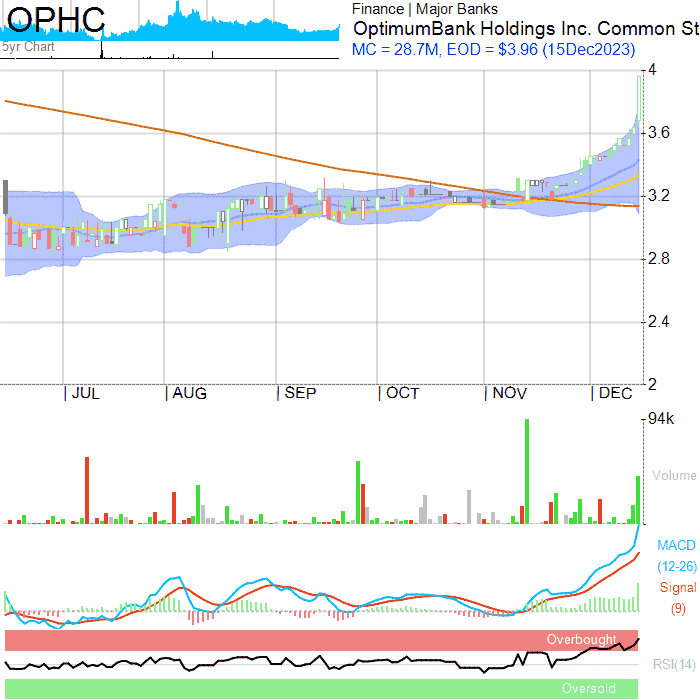 OPHC
5yr Chart
Finance | Major Banks
OptimumBank Holdings Inc. Common St
MC = 28.7M, EOD = $3.96 (15Dec2023)
4
3.6
3.2
2.8
2.4
2
| JUL | AUG | SEP | OCT | NOV | DEC
94k
Volume
MACD
(12-26)
Signal
(9)
Overbought
RSI(14)
Oversold